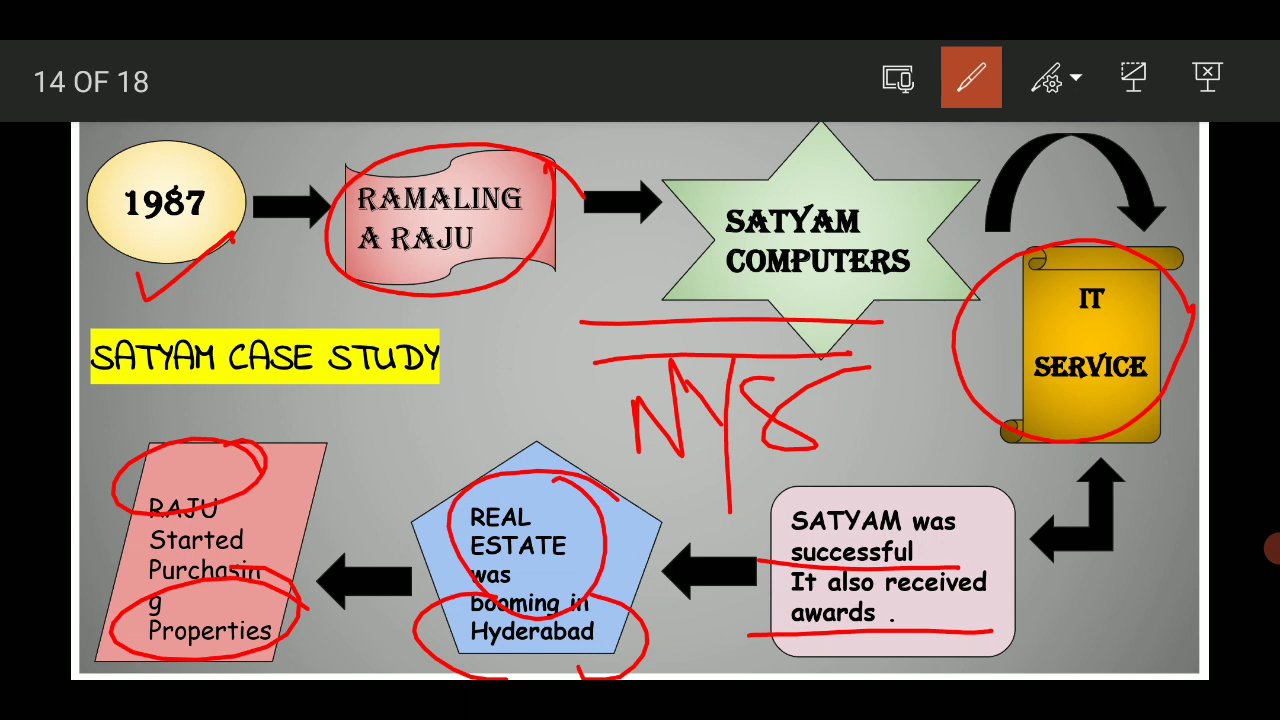 14 OF 18
1987
RAMALING
A RAJU
SATYAM
COMPUTERS
IT
SERVICE
SATYAM CASE STUDY
SATYAM was
successful
It also received
awards .
REAL
ESTATE
was
booming in
Hyderabad
RAJU
Started
Purchasin
g
Properties